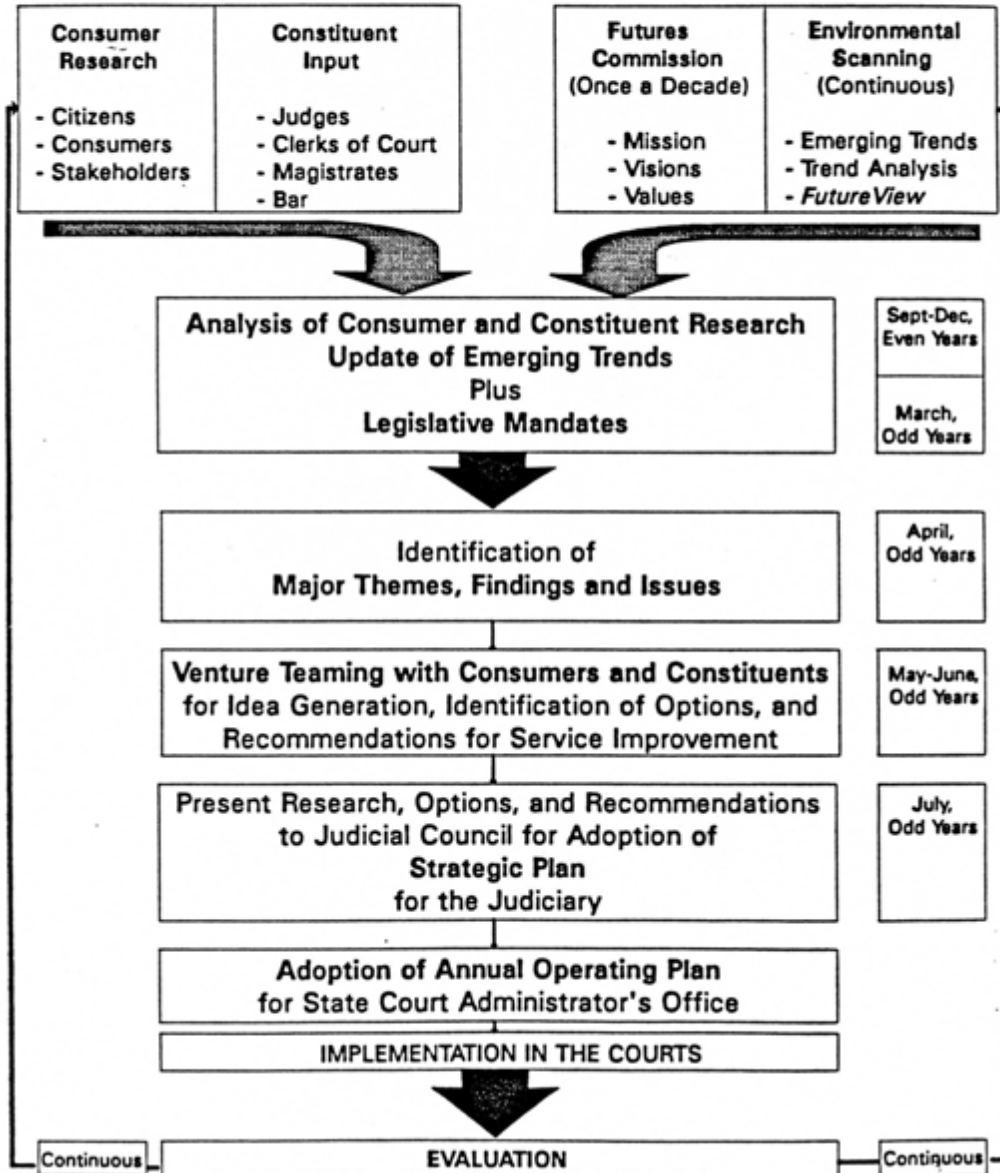 Consumer
Research
- Citizens
- Consumers
- Stakeholders
Constituent
Input
- Judges
- Clerks of Court
- Magistrates
- Bar
Futures
Commission
(Once a Decade)
- Mission
- Visions
- Values
Environmental
Scanning
(Continuous)
- Emerging Trends
- Trend Analysis
- FutureView
Analysis of Consumer and Constituent Research
Update of Emerging Trends
Plus
Legislative Mandates
Sept-Dec,
Even Years
March,
Odd Years
Identification of
Major Themes, Findings and Issues
April,
Odd Years
Venture Teaming with Consumers and Constituents
for Idea Generation, Identification of Options, and
Recommendations for Service Improvement
May-June,
Odd Years
Present Research, Options, and Recommendations
to Judicial Council for Adoption of
Strategic Plan
for the Judiciary
July,
Odd Years
Adoption of Annual Operating Plan
for State Court Administrator's Office
IMPLEMENTATION IN THE COURTS
Continuous
EVALUATION
Continuous